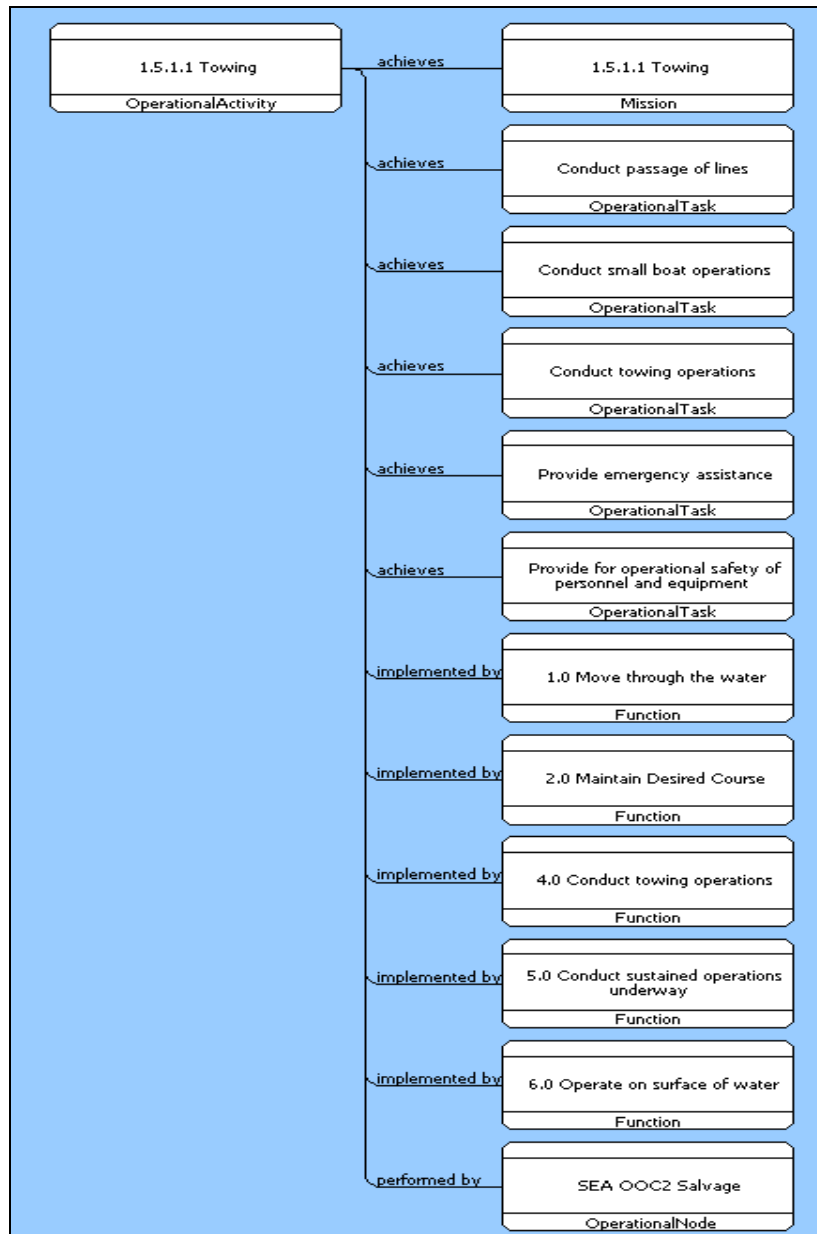 1.5.1.1 Towing
OperationalActivity
achieves
1.5.1.1 Towing
Mission
achieves
Conduct passage of lines
OperationalTask
achieves
Conduct small boat operations
OperationalTask
achieves
Conduct towing operations
OperationalTask
achieves
Provide emergency assistance
OperationalTask
achieves
Provide for operational safety of
personnel and equipment
OperationalTask
implemented by
1.0 Move through the water
Function
implemented by
2.0 Maintain Desired Course
Function
implemented by
4.0 Conduct towing operations
Function
implemented by
5.0 Conduct sustained operations
underway
Function
implemented by
6.0 Operate on surface of water
Function
performed by
SEA OOC2 Salvage
OperationalNode